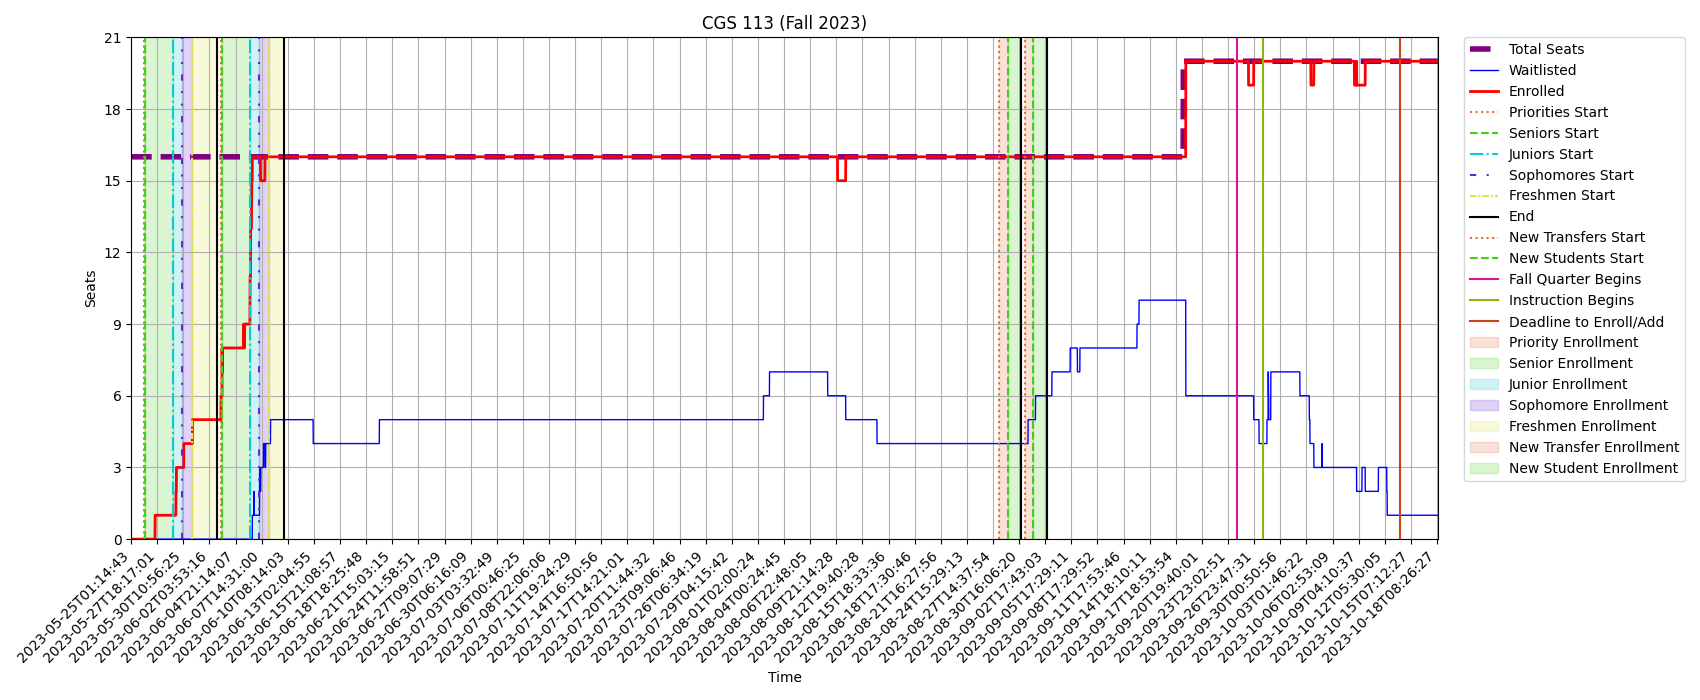 CGS 113 (Fall 2023)
Seats
21
18
15
12
9
6
3
0
2023-05-25T01:14:43
2023-05-27T18:17:01
2023-05-30T10:56:25
2023-06-02T03:53:16
2023-06-04T21:14:07
2023-06-07T14:31:00
2023-06-10T08:14:03
2023-06-13T02:04:55
2023-06-15T21:08:57
2023-06-18T18:25:48
2023-06-21T15:03:15
2023-06-24T11:58:51
2023-06-27T09:07:29
2023-06-30T06:16:09
2023-07-03T03:32:49
2023-07-06T00:46:25
2023-07-08T22:06:06
2023-07-11T19:24:29
2023-07-14T16:50:56
2023-07-17T14:21:01
2023-07-20T11:44:32
2023-07-23T09:06:46
2023-07-26T06:34:19
2023-07-29T04:15:42
2023-08-01T02:00:24
2023-08-04T00:24:45
2023-08-06T22:48:05
2023-08-09T21:14:28
2023-08-12T19:40:28
2023-08-15T18:33:36
2023-08-18T17:30:46
2023-08-21T16:27:56
2023-08-24T15:29:13
2023-08-27T14:37:54
2023-08-30T16:06:20
2023-09-02T17:43:03
2023-09-05T17:29:11
2023-09-08T17:29:52
2023-09-11T17:53:46
2023-09-14T18:10:11
2023-09-17T18:53:54
2023-09-20T19:40:01
2023-09-23T23:02:51
2023-09-26T23:47:31
2023-09-30T00:50:56
2023-10-03T01:46:22
2023-10-06T02:53:09
2023-10-09T04:10:37
2023-10-12T05:30:05
2023-10-15T07:12:27
2023-10-18T08:26:27
Time
Total Seats
Waitlisted
Enrolled
Priorities Start
Seniors Start
Juniors Start
Sophomores Start
Freshmen Start
End
New Transfers Start
New Students Start
Fall Quarter Begins
Instruction Begins
Deadline to Enroll/Add
Priority Enrollment
Senior Enrollment
Junior Enrollment
Sophomore Enrollment
Freshmen Enrollment
New Transfer Enrollment
New Student Enrollment